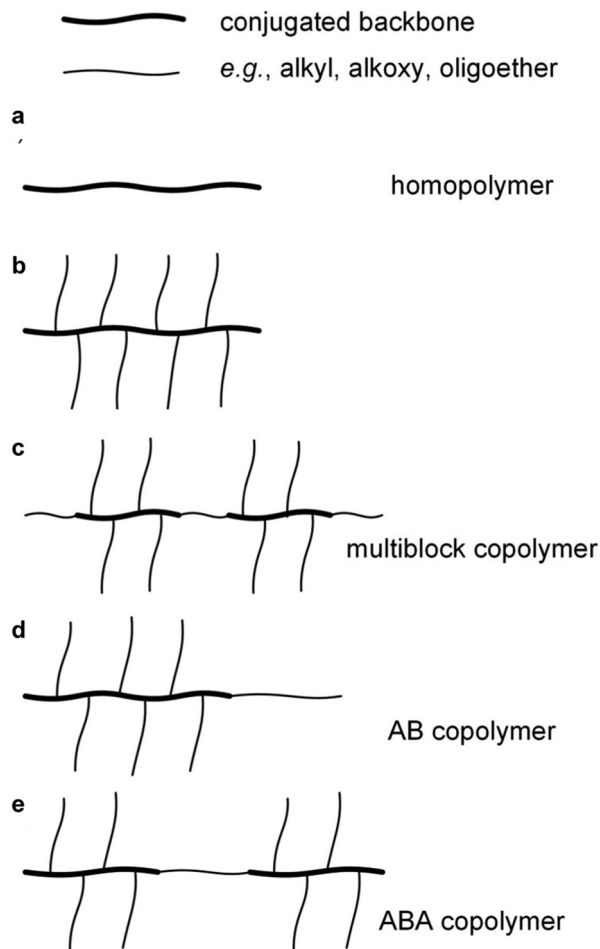 conjugated backbone
e.g., alkyl, alkoxy, oligoether
a
homopolymer
b
c
multiblock copolymer
d
AB copolymer
e
ABA copolymer